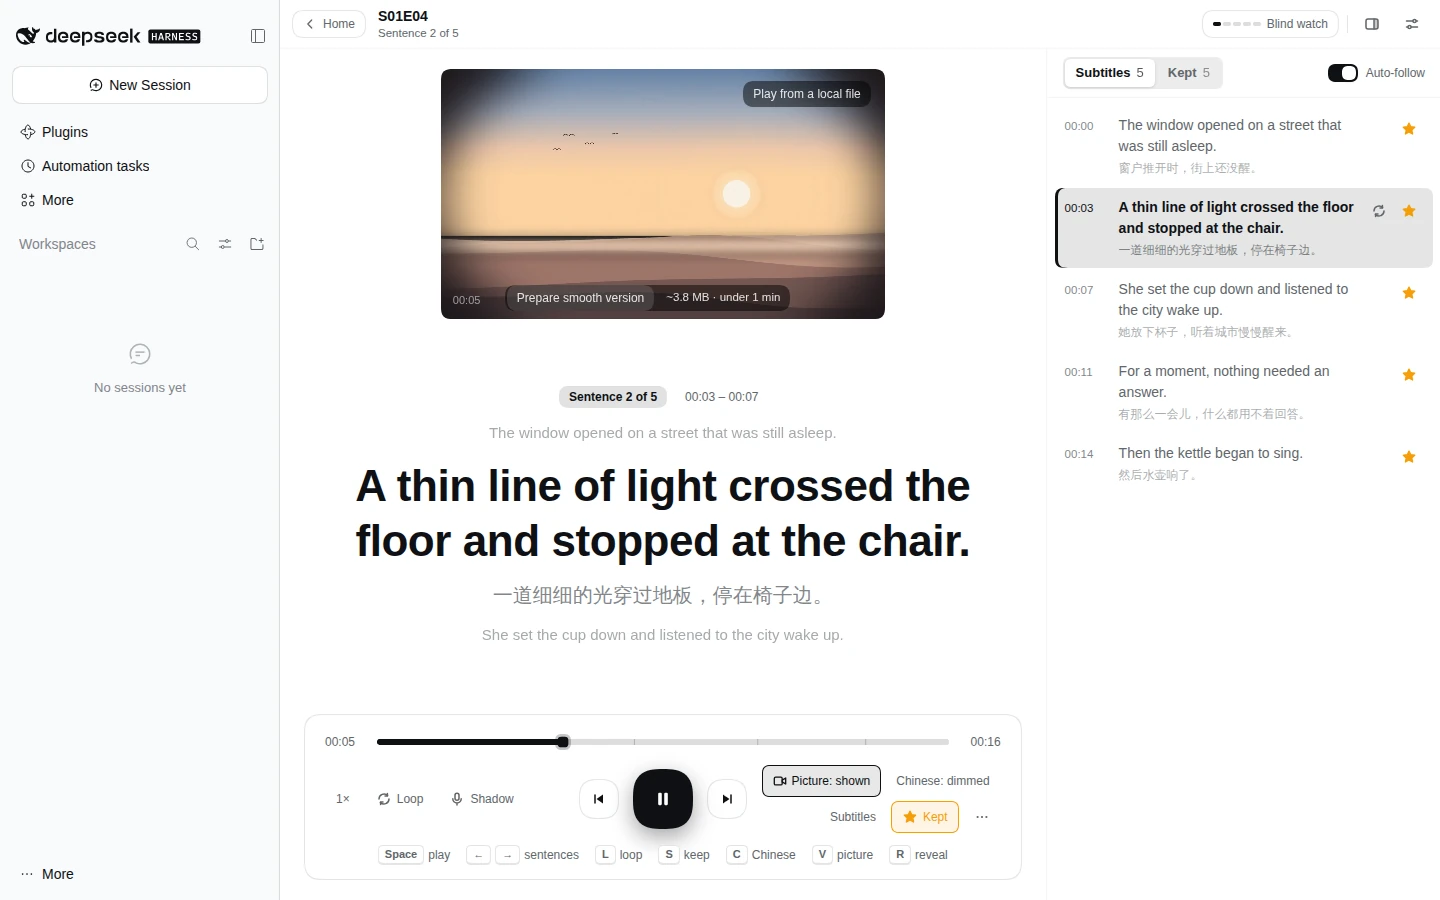 deepseek HARNESS
New Session
Plugins
Automation tasks
More
Workspaces
No sessions yet
More
Home
S01E04
Sentence 2 of 5
Blind watch
Play from a local file
00:05
Prepare smooth version
~3.8 MB · under 1 min
Sentence 2 of 5
00:03 – 00:07
The window opened on a street that was still asleep.
A thin line of light crossed the
floor and stopped at the chair.
一道细细的光穿过地板，停在椅子边。
She set the cup down and listened to the city wake up.
00:05
00:16
1×
Loop
Shadow
Picture: shown
Chinese: dimmed
Subtitles
Kept
Space play
← → sentences
L loop
S keep
C Chinese
V picture
R reveal
Subtitles 5
Kept 5
Auto-follow
00:00
The window opened on a street that
was still asleep.
窗户推开时，街上还没醒。
00:03
A thin line of light crossed the floor
and stopped at the chair.
一道细细的光穿过地板，停在椅子边。
00:07
She set the cup down and listened to
the city wake up.
她放下杯子，听着城市慢慢醒来。
00:11
For a moment, nothing needed an
answer.
有那么一会儿，什么都用不着回答。
00:14
Then the kettle began to sing.
然后水壶响了。